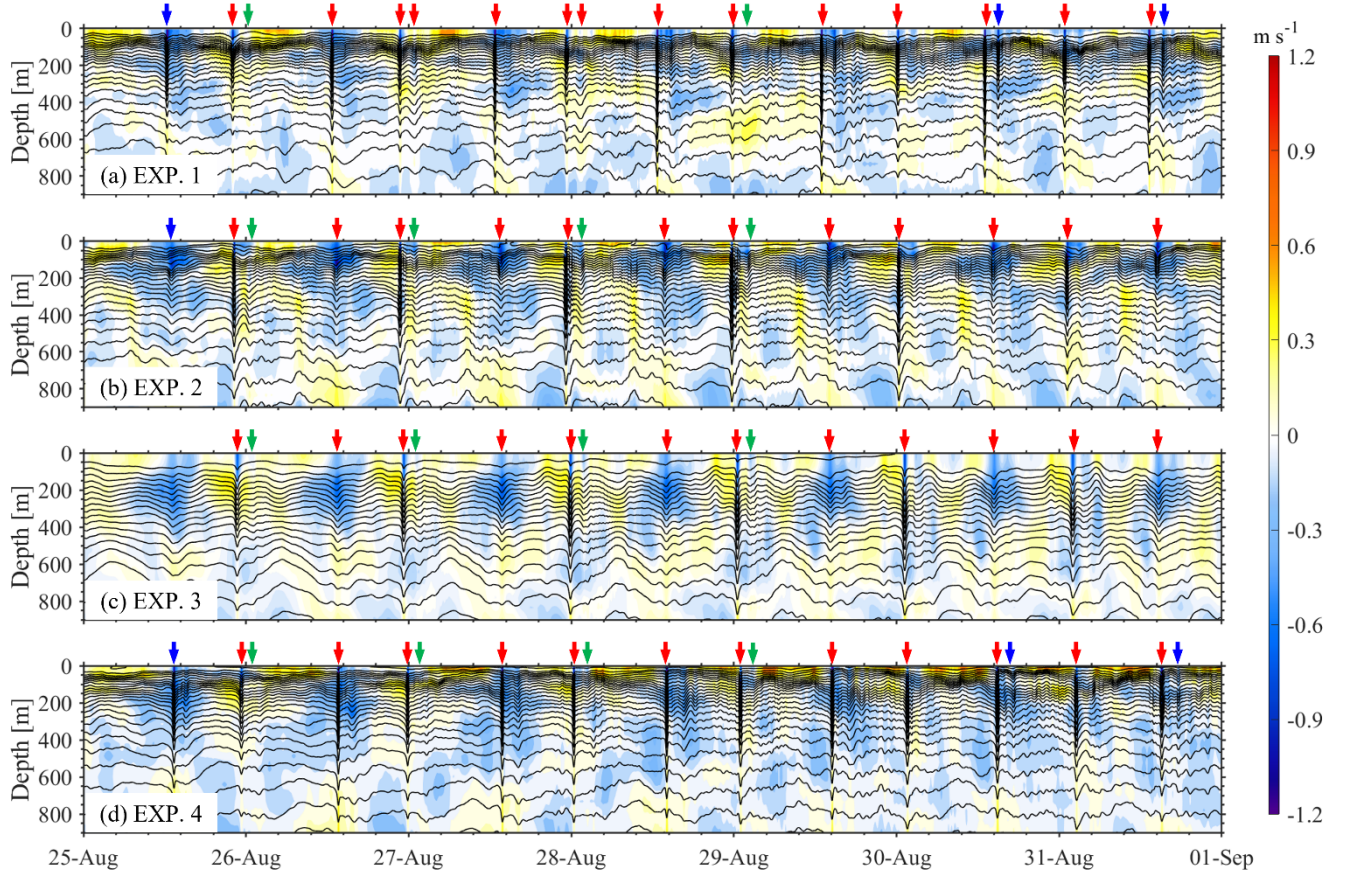 m s-1
0
200
400
600
800
Depth [m]
(a) EXP. 1
0
200
400
600
800
Depth [m]
(b) EXP. 2
0
200
400
600
800
Depth [m]
(c) EXP. 3
0
200
400
600
800
Depth [m]
(d) EXP. 4
25-Aug 26-Aug 27-Aug 28-Aug 29-Aug 30-Aug 31-Aug 01-Sep
1.2
0.9
0.6
0.3
0
-0.3
-0.6
-0.9
-1.2